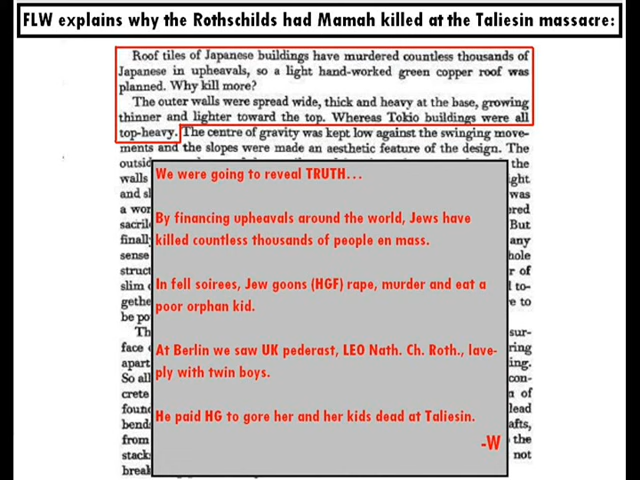 FLW explains why the Rothschilds had Mamah killed at the Taliesin massacre:
Roof tiles of Japanese buildings have murdered countless thousands of
Japanese in upheavals, so a light hand-worked green copper roof was
planned. Why kill more?
The outer walls were spread wide, thick and heavy at the base, growing
thinner and lighter toward the top. Whereas Tokio buildings were all
top-heavy. The centre of gravity was kept low against the swinging move-
ments and the slopes were made an aesthetic feature of the design. The
We were going to reveal TRUTH...
By financing upheavals around the world, Jews have
killed countless thousands of people en mass.
In fell soirees, Jew goons (HGF) rape, murder and eat a
poor orphan kid.
At Berlin we saw UK pederast, LEO Nath. Ch. Roth., lave-
ply with twin boys.
He paid HG to gore her and her kids dead at Taliesin.
-W